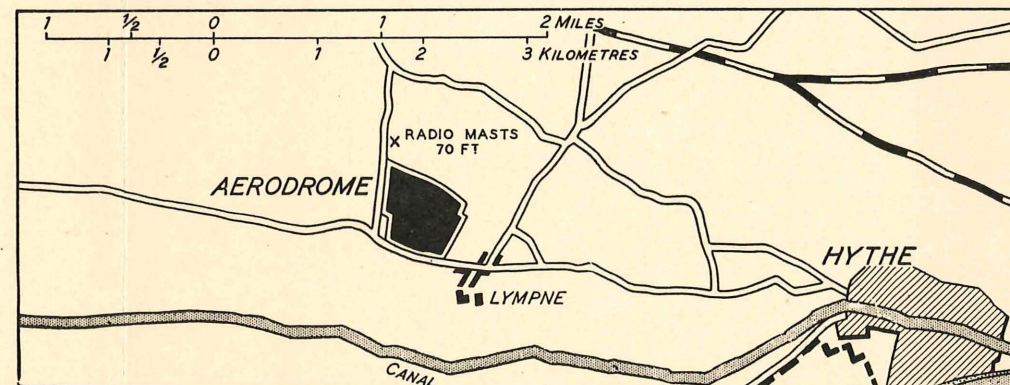 1 ½ 0 1 2 MILES
1 ½ 0 1 2 3 KILOMETRES
RADIO MASTS
70 FT
AERODROME
HYTHE
LYMPNE
CANAL